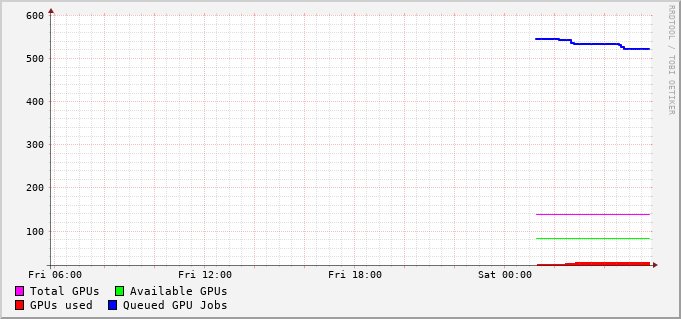 RRDTOOL / TOBI OETIKER
600
500
400
300
200
100
Fri 06:00 Fri 12:00 Fri 18:00 Sat 00:00
Total GPUs Available GPUs
GPUs used Queued GPU Jobs